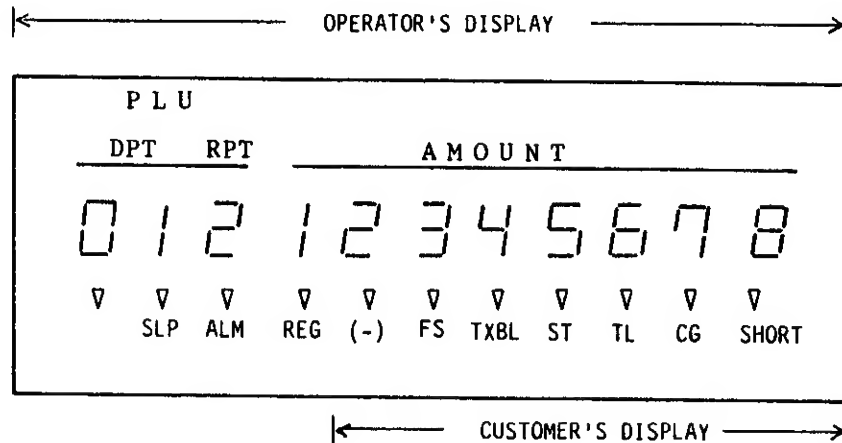 OPERATOR'S DISPLAY
PLU
DPT RPT AMOUNT
0 1 2 1 2 3 4 5 6 7 8
SLP ALM REG (-) FS TXBL ST TL CG SHORT
CUSTOMER'S DISPLAY